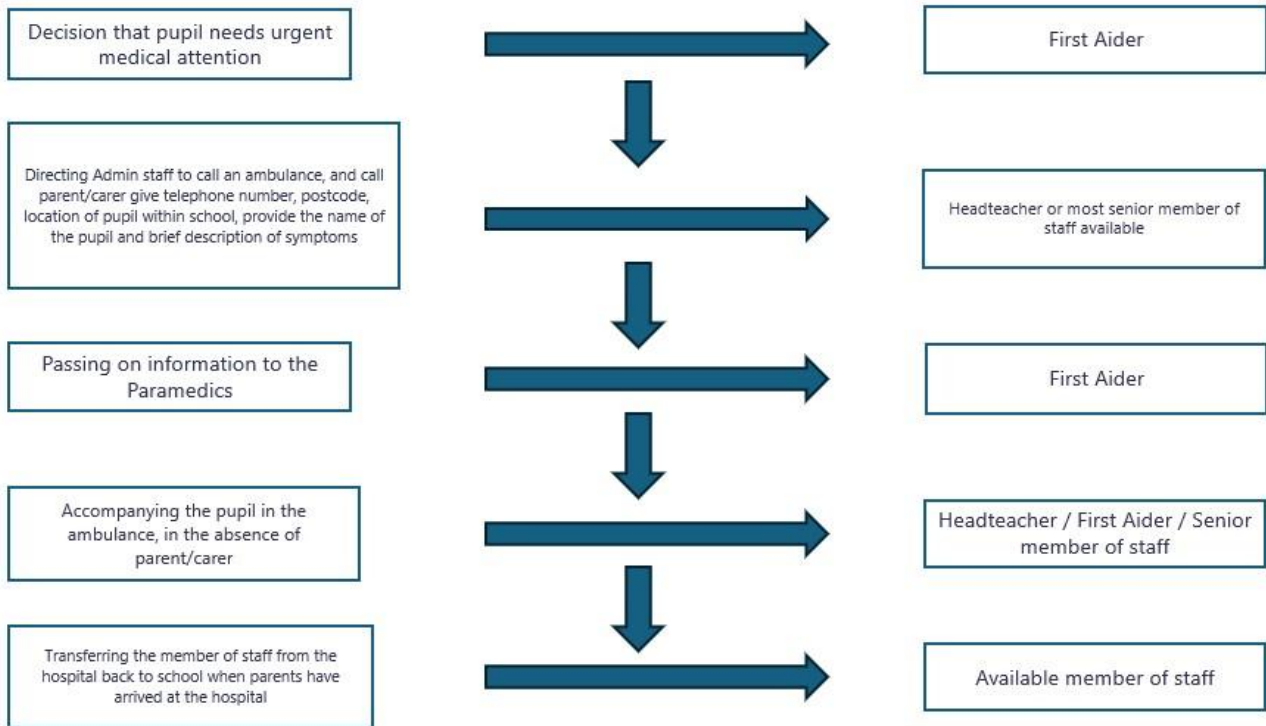 Decision that pupil needs urgent
medical attention
First Aider
Directing Admin staff to call an ambulance, and call
parent/carer give telephone number, postcode,
location of pupil within school, provide the name of
the pupil and brief description of symptoms
Headteacher or most senior member of
staff available
Passing on information to the
Paramedics
First Aider
Accompanying the pupil in the
ambulance, in the absence of
parent/carer
Headteacher / First Aider / Senior
member of staff
Transferring the member of staff from the
hospital back to school when parents have
arrived at the hospital
Available member of staff